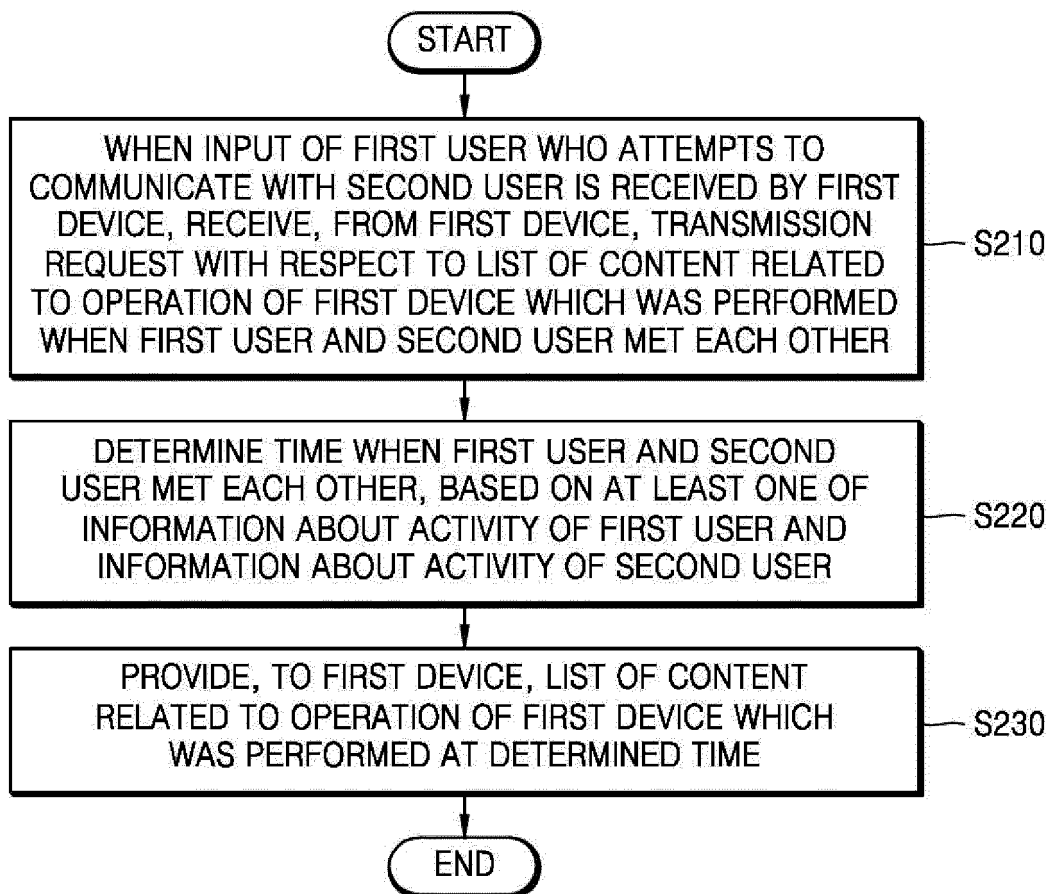 START
WHEN INPUT OF FIRST USER WHO ATTEMPTS TO
COMMUNICATE WITH SECOND USER IS RECEIVED BY FIRST
DEVICE, RECEIVE, FROM FIRST DEVICE, TRANSMISSION
REQUEST WITH RESPECT TO LIST OF CONTENT RELATED
TO OPERATION OF FIRST DEVICE WHICH WAS PERFORMED
WHEN FIRST USER AND SECOND USER MET EACH OTHER
S210
DETERMINE TIME WHEN FIRST USER AND SECOND
USER MET EACH OTHER, BASED ON AT LEAST ONE OF
INFORMATION ABOUT ACTIVITY OF FIRST USER AND
INFORMATION ABOUT ACTIVITY OF SECOND USER
S220
PROVIDE, TO FIRST DEVICE, LIST OF CONTENT
RELATED TO OPERATION OF FIRST DEVICE WHICH
WAS PERFORMED AT DETERMINED TIME
S230
END